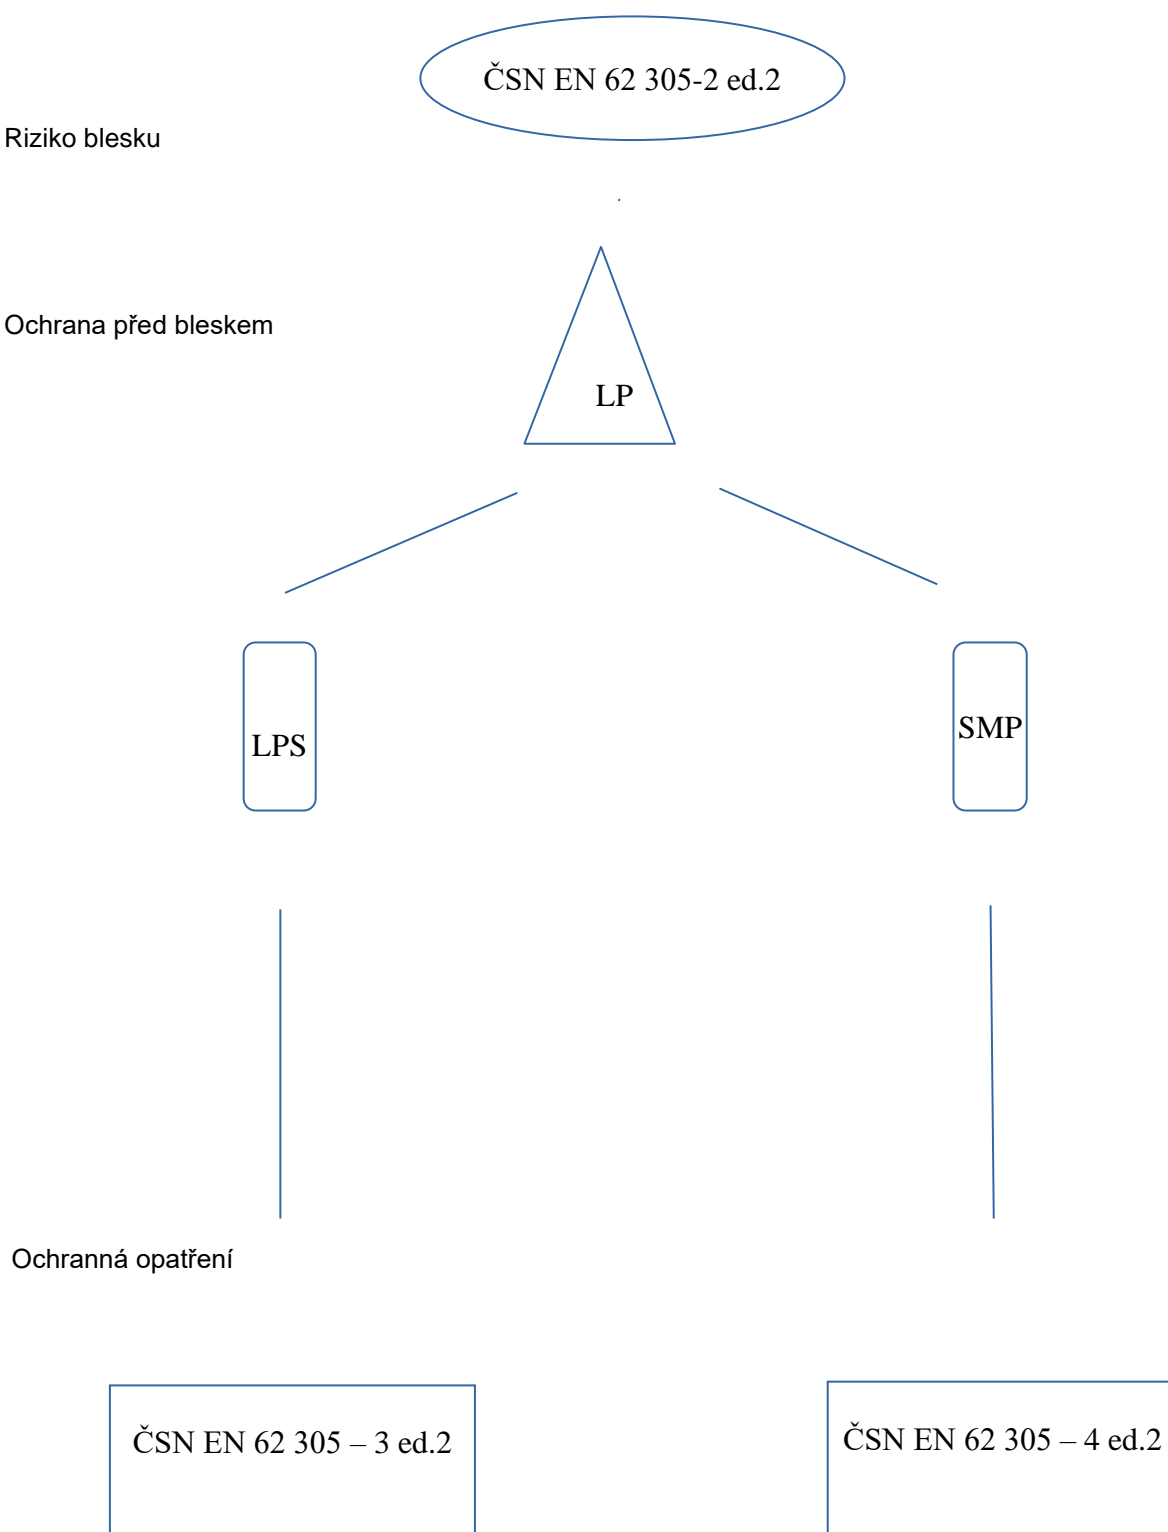 ČSN EN 62 305-2 ed.2
Riziko blesku
Ochrana před bleskem
LP
LPS
SMP
Ochranná opatření
ČSN EN 62 305 – 3 ed.2
ČSN EN 62 305 – 4 ed.2